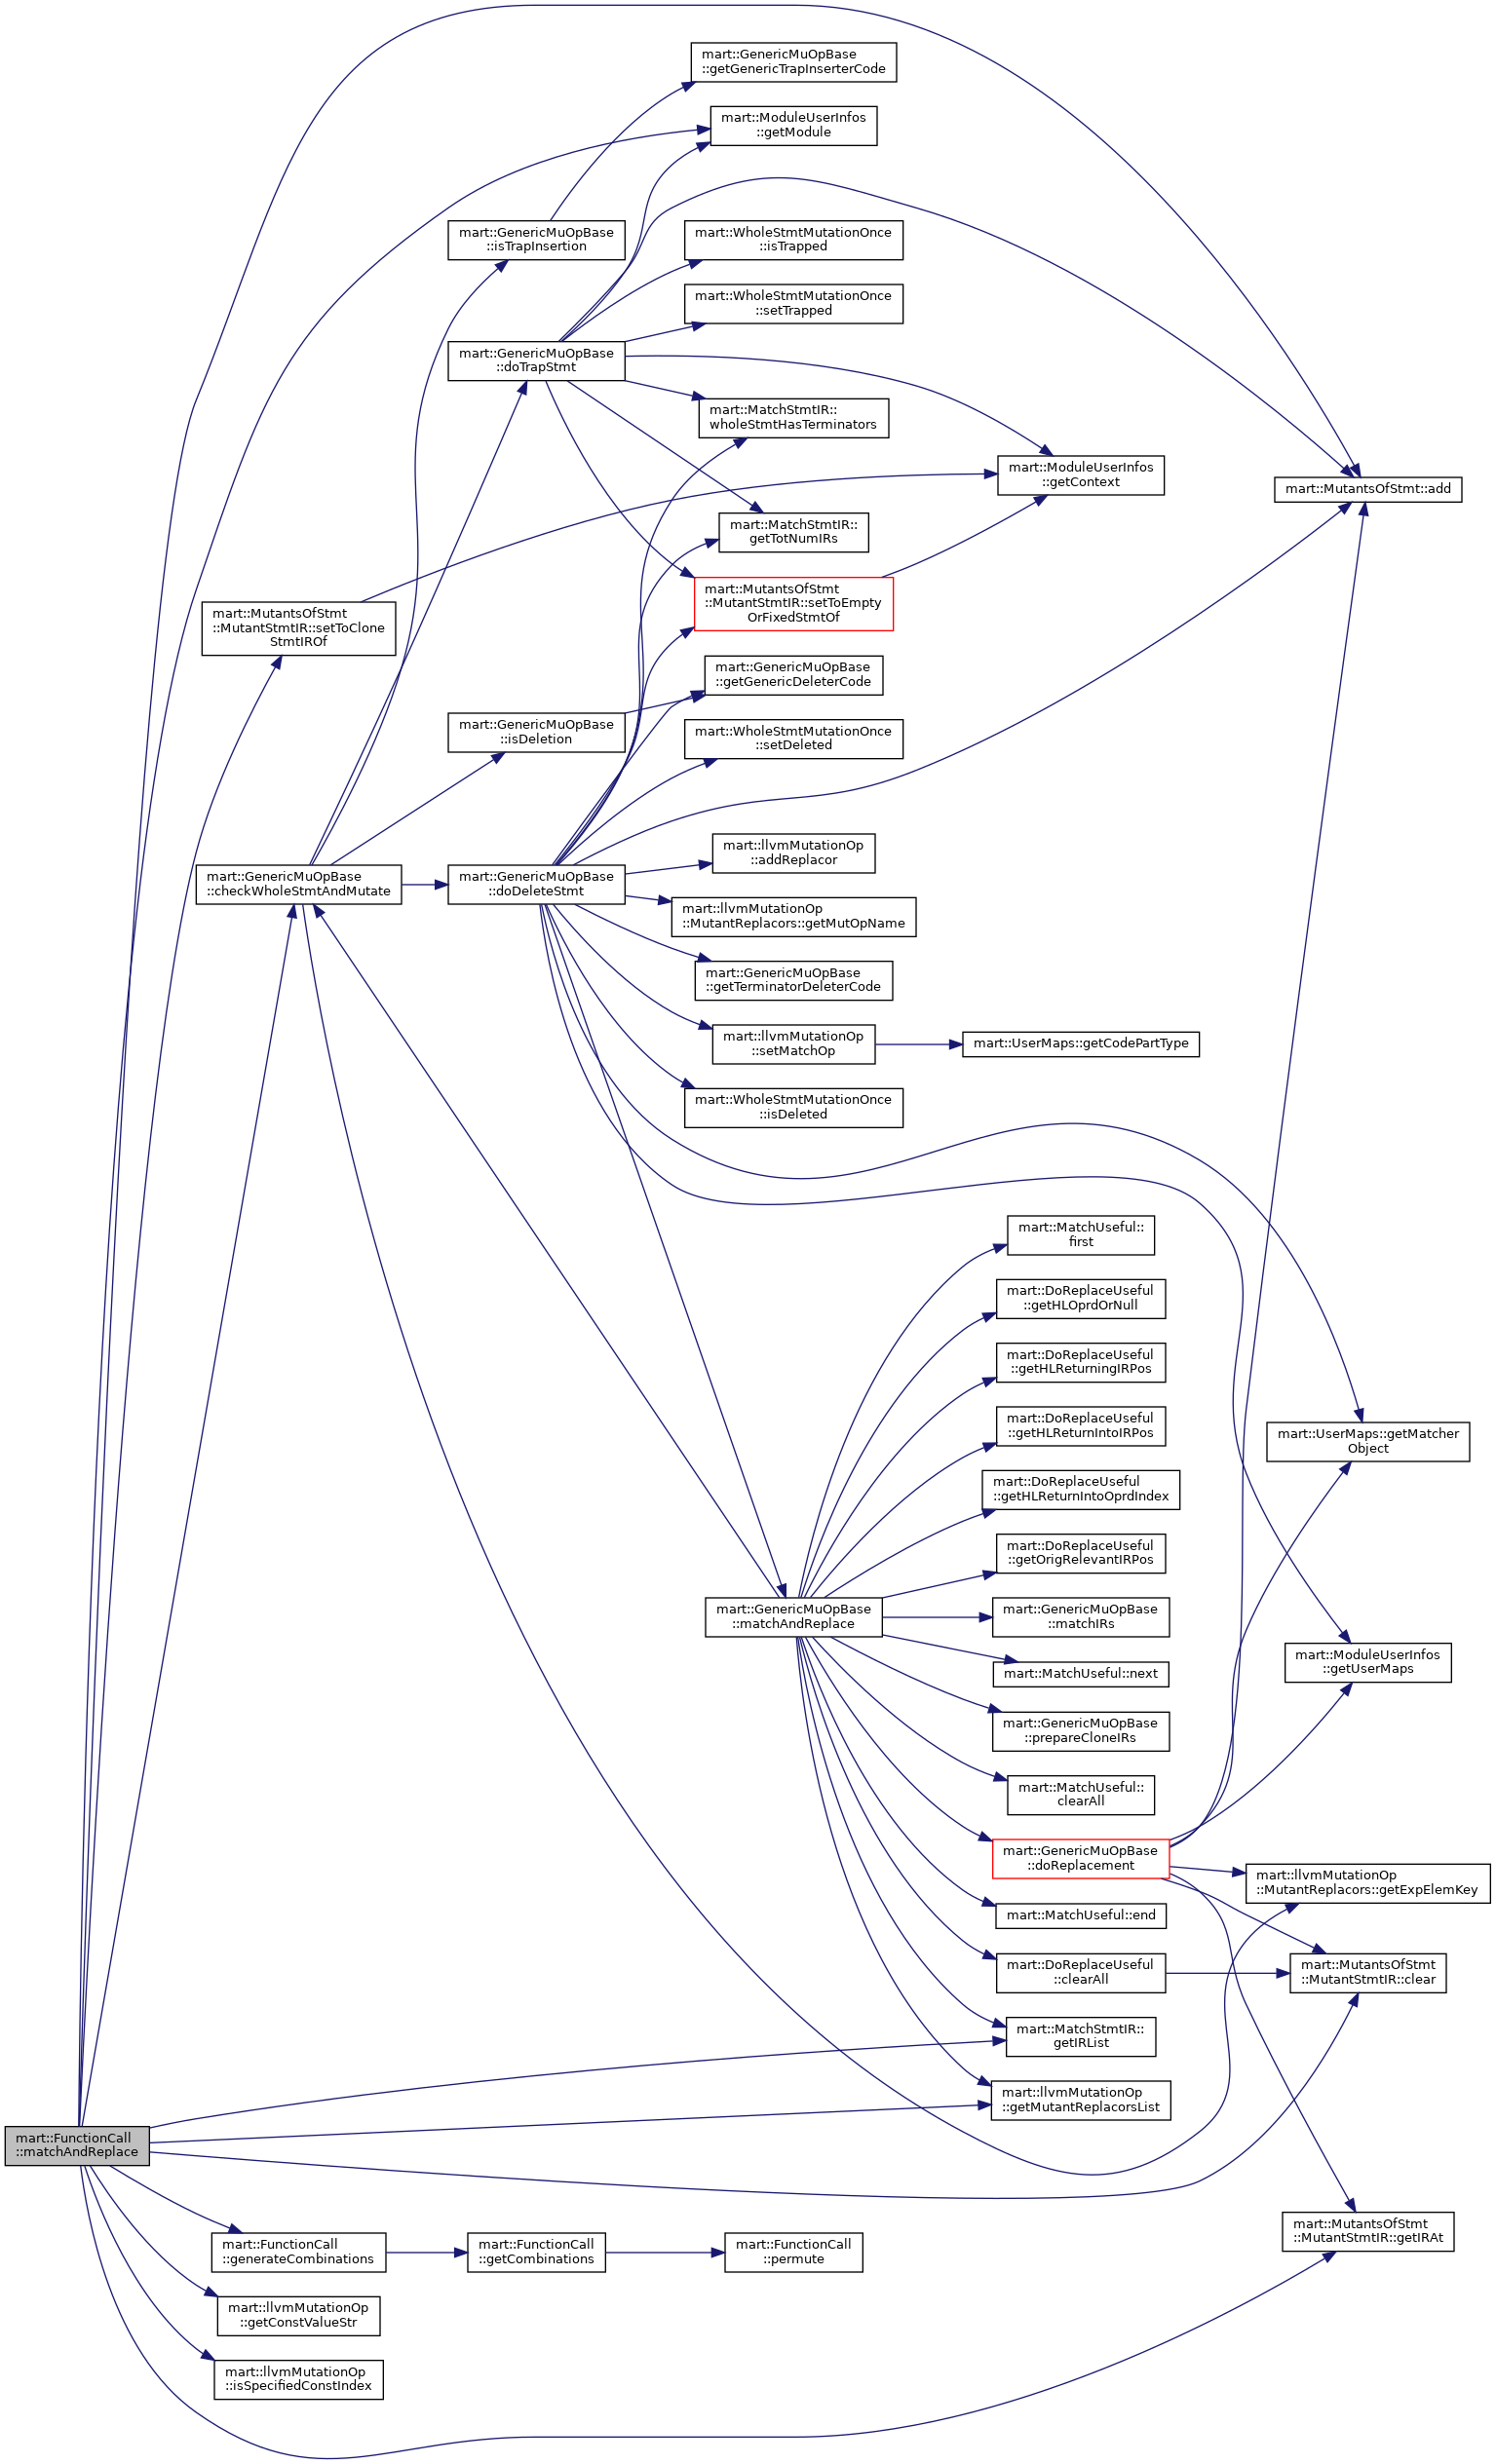 mart::GenericMuOpBase
::getGenericTrapInserterCode
mart::ModuleUserInfos
::getModule
mart::GenericMuOpBase
::isTrapInsertion
mart::WholeStmtMutationOnce
::isTrapped
mart::WholeStmtMutationOnce
::setTrapped
mart::GenericMuOpBase
::doTrapStmt
mart::MatchStmtIR::
wholeStmtHasTerminators
mart::ModuleUserInfos
::getContext
mart::MutantsOfStmt::add
mart::MatchStmtIR::
getTotNumIRs
mart::MutantsOfStmt
::MutantStmtIR::setToEmpty
OrFixedStmtOf
mart::MutantsOfStmt
::MutantStmtIR::setToClone
StmtIROf
mart::GenericMuOpBase
::getGenericDeleterCode
mart::GenericMuOpBase
::isDeletion
mart::WholeStmtMutationOnce
::setDeleted
mart::llvmMutationOp
::addReplacor
mart::GenericMuOpBase
::checkWholeStmtAndMutate
mart::GenericMuOpBase
::doDeleteStmt
mart::llvmMutationOp
::MutantReplacors::getMutOpName
mart::GenericMuOpBase
::getTerminatorDeleterCode
mart::llvmMutationOp
::setMatchOp
mart::UserMaps::getCodePartType
mart::WholeStmtMutationOnce
::isDeleted
mart::MatchUseful::
first
mart::DoReplaceUseful
::getHLOprdOrNull
mart::DoReplaceUseful
::getHLReturningIRPos
mart::DoReplaceUseful
::getHLReturnIntoIRPos
mart::UserMaps::getMatcher
Object
mart::DoReplaceUseful
::getHLReturnIntoOprdIndex
mart::DoReplaceUseful
::getOrigRelevantIRPos
mart::GenericMuOpBase
::matchAndReplace
mart::GenericMuOpBase
::matchIRs
mart::ModuleUserInfos
::getUserMaps
mart::MatchUseful::next
mart::GenericMuOpBase
::prepareCloneIRs
mart::MatchUseful::
clearAll
mart::GenericMuOpBase
::doReplacement
mart::llvmMutationOp
::MutantReplacors::getExpElemKey
mart::MatchUseful::end
mart::DoReplaceUseful
::clearAll
mart::MutantsOfStmt
::MutantStmtIR::clear
mart::MatchStmtIR::
getIRList
mart::llvmMutationOp
::getMutantReplacorsList
mart::FunctionCall
::matchAndReplace
mart::MutantsOfStmt
::MutantStmtIR::getIRAt
mart::FunctionCall
::generateCombinations
mart::FunctionCall
::getCombinations
mart::FunctionCall
::permute
mart::llvmMutationOp
::getConstValueStr
mart::llvmMutationOp
::isSpecifiedConstIndex